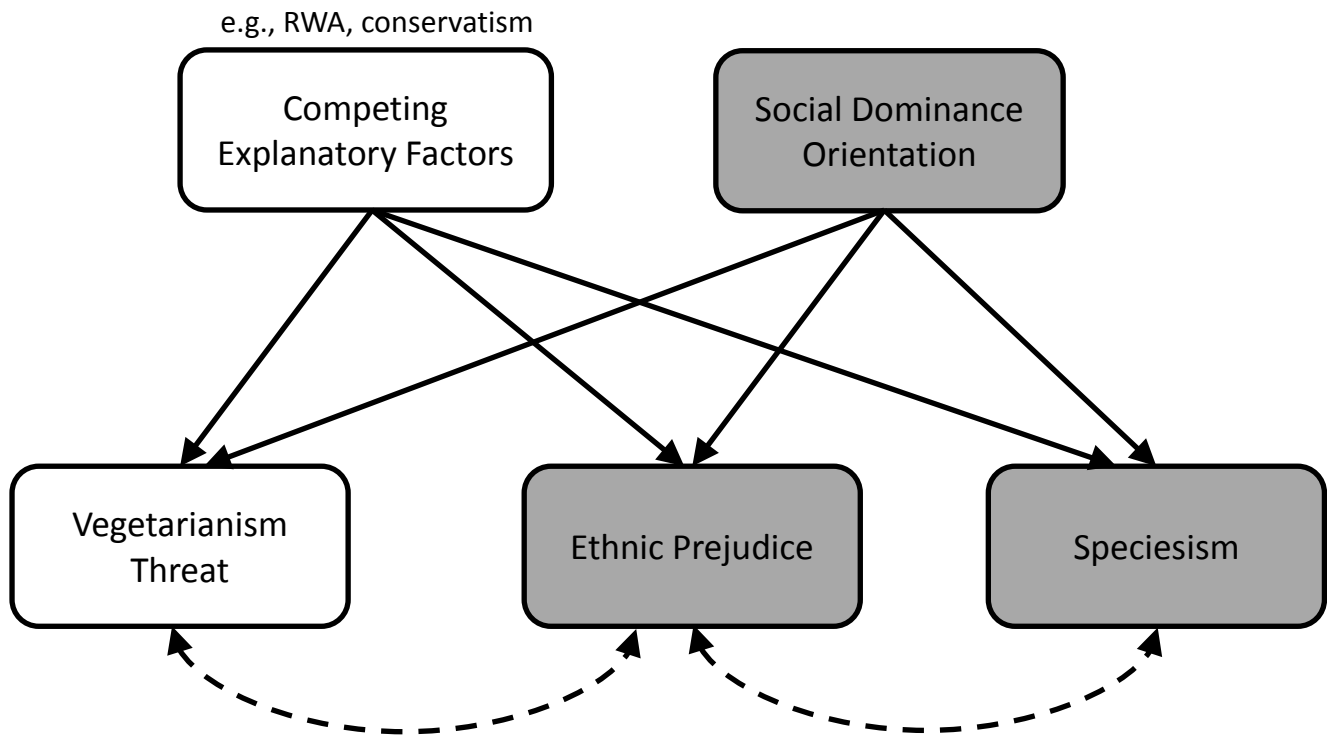 e.g., RWA, conservatism
Competing
Explanatory Factors
Social Dominance
Orientation
Vegetarianism
Threat
Ethnic Prejudice
Speciesism